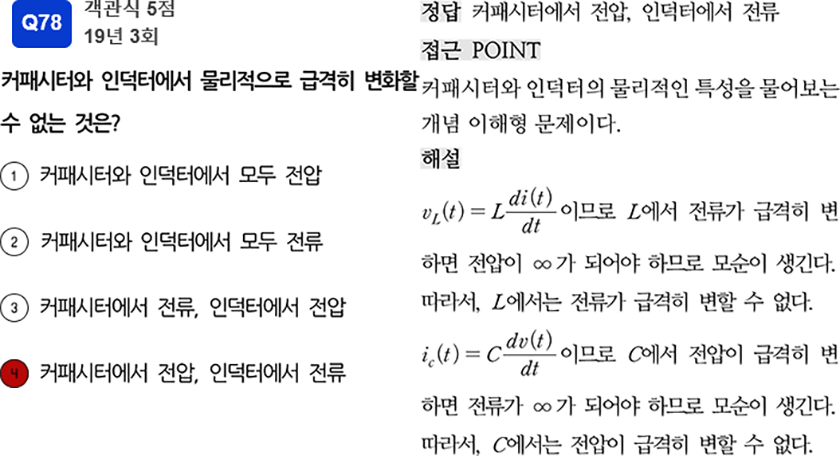 Q78
객관식 5점
19년 3회
커패시터와 인덕터에서 물리적으로 급격히 변화할
수 없는 것은?
① 커패시터와 인덕터에서 모두 전압
② 커패시터와 인덕터에서 모두 전류
③ 커패시터에서 전류, 인덕터에서 전압
④ 커패시터에서 전압, 인덕터에서 전류
정답 커패시터에서 전압, 인덕터에서 전류
접근 POINT
커패시터와 인덕터의 물리적인 특성을 물어보는
개념 이해형 문제이다.
해설
v_L(t) = L di(t)/dt 이므로 L에서 전류가 급격히 변
하면 전압이 ∞가 되어야 하므로 모순이 생긴다.
따라서, L에서는 전류가 급격히 변할 수 없다.
i_c(t) = C dv(t)/dt 이므로 C에서 전압이 급격히 변
하면 전류가 ∞가 되어야 하므로 모순이 생긴다.
따라서, C에서는 전압이 급격히 변할 수 없다.